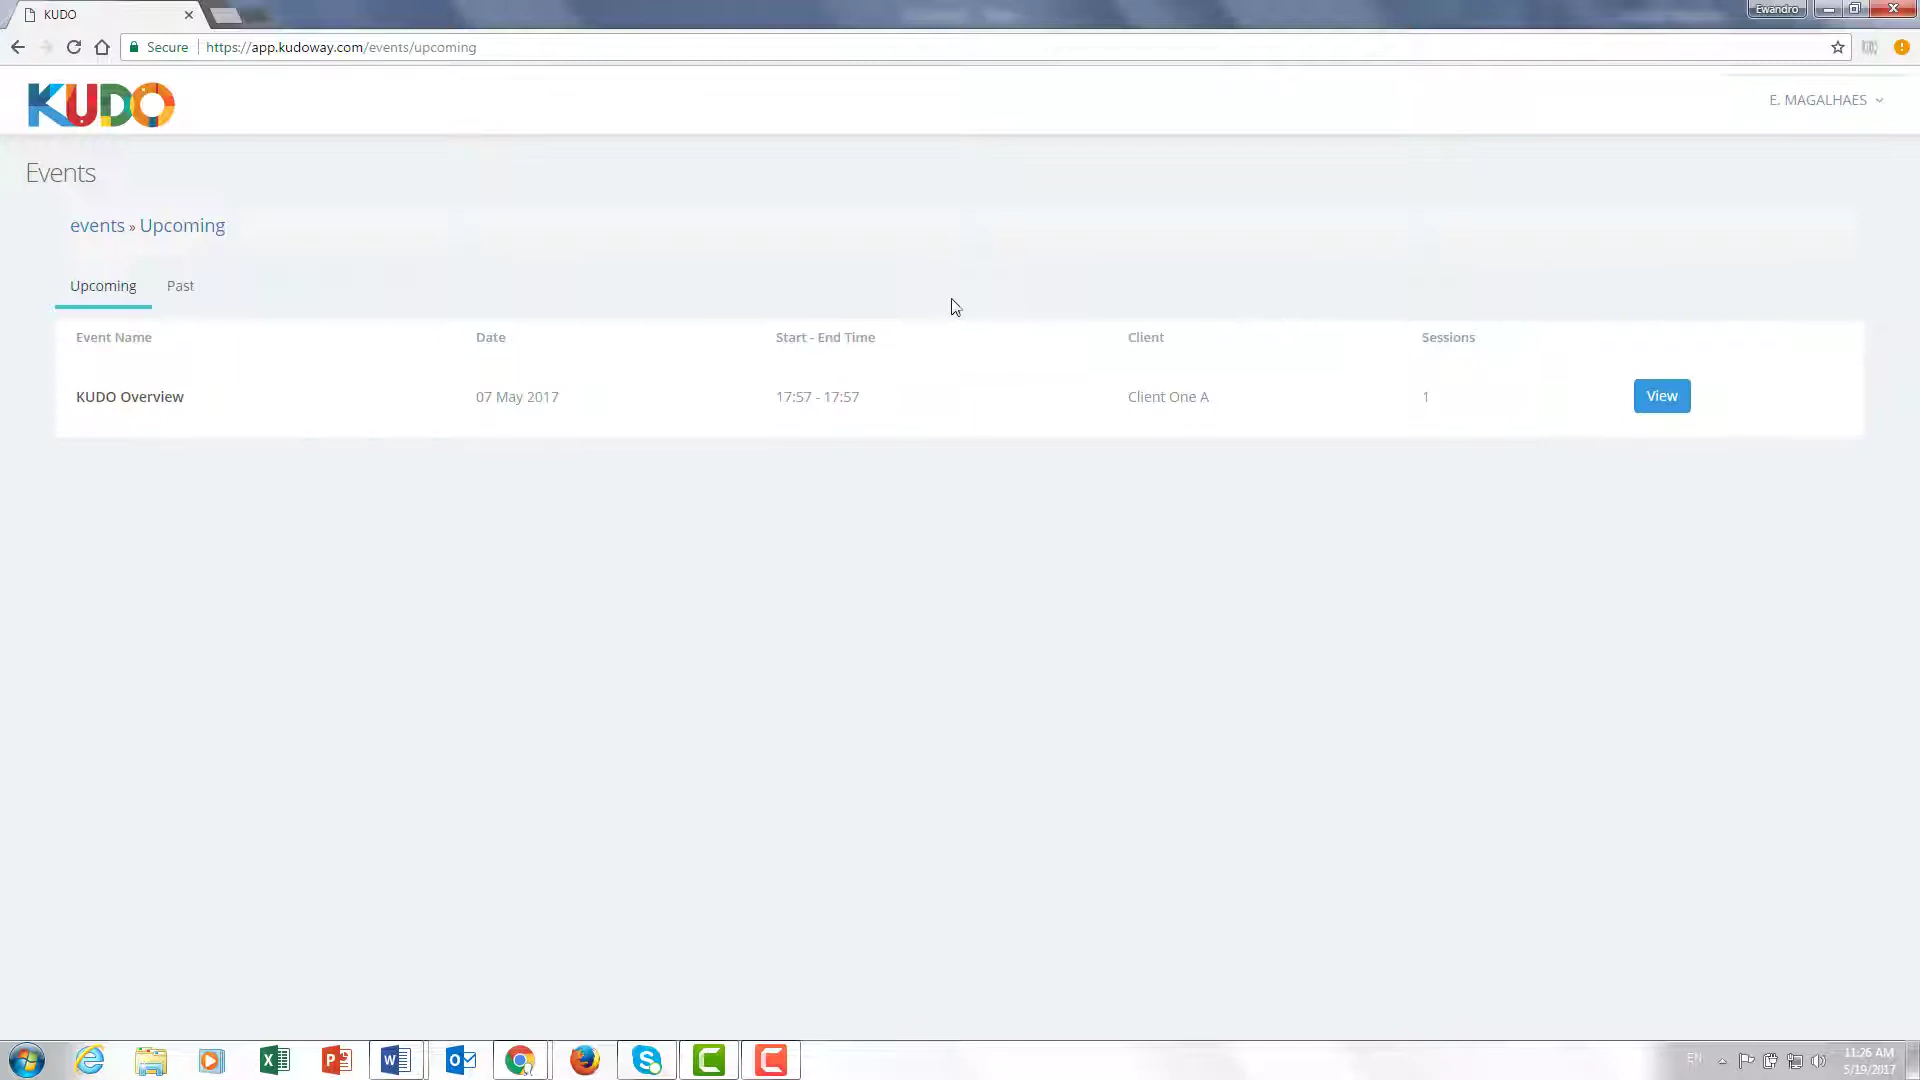 KUDO
Ewandro
Secure https://app.kudoway.com/events/upcoming
KUDO
E. MAGALHAES
Events
events » Upcoming
Upcoming Past
Event Name Date Start - End Time Client Sessions
KUDO Overview 07 May 2017 17:57 - 17:57 Client One A 1 View
EN
11:26 AM
5/19/2017